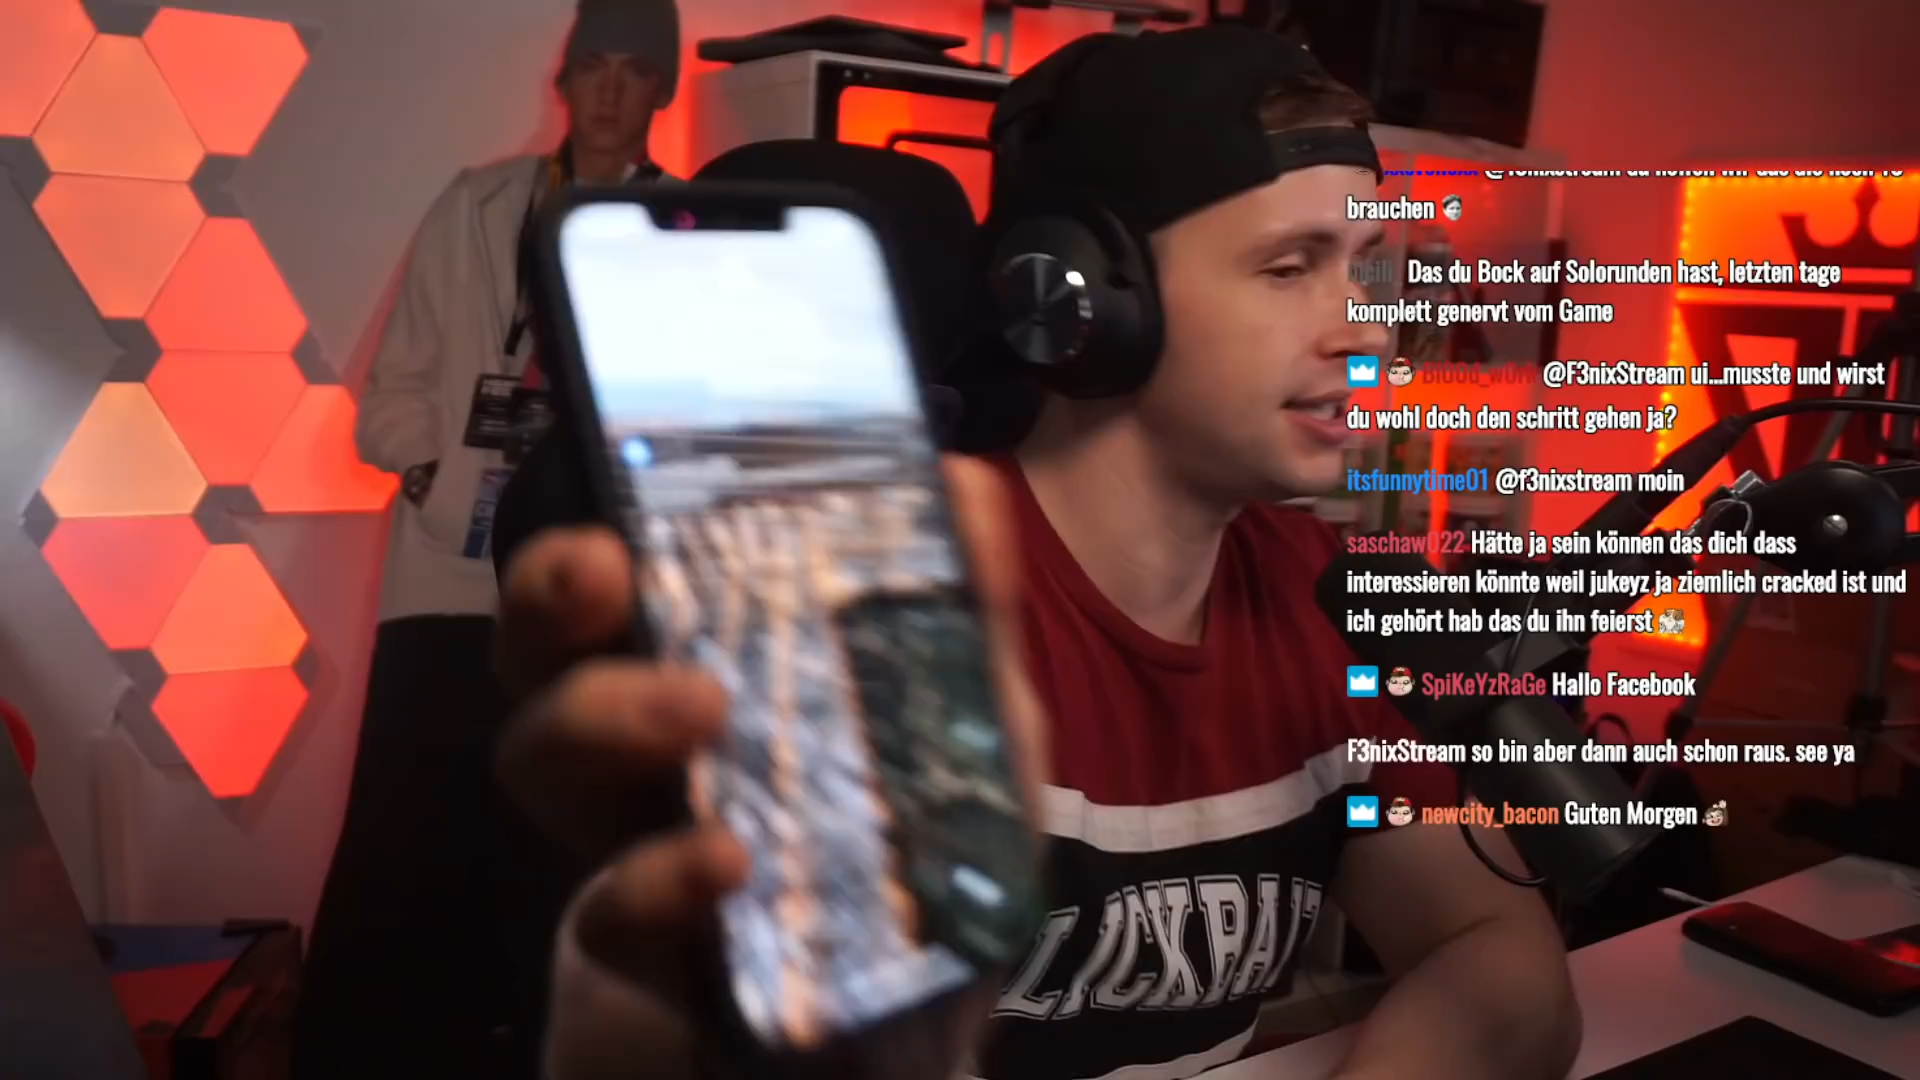 brauchen
Das du Bock auf Solorunden hast, letzten tage
komplett genervt vom Game
@F3nixStream ui...musste und wirst
du wohl doch den schritt gehen ja?
itsfunnytime01 @f3nixstream moin
saschaw022 Hätte ja sein können das dich dass
interessieren könnte weil jukeyz ja ziemlich cracked ist und
ich gehört hab das du ihn feierst
SpiKeYzRaGe Hallo Facebook
F3nixStream so bin aber dann auch schon raus. see ya
newcity_bacon Guten Morgen
LICKBAIT